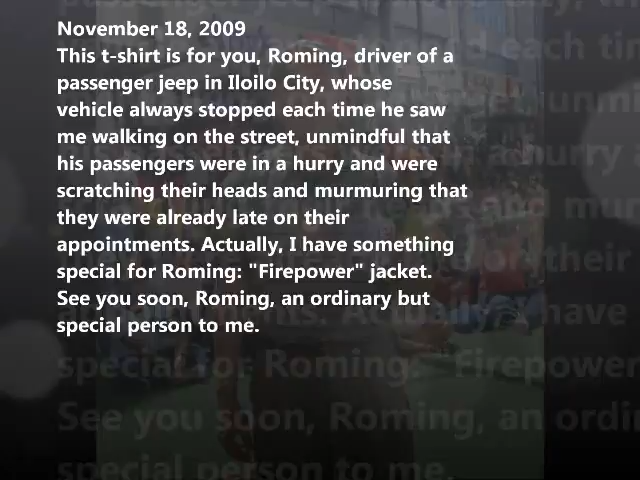 November 18, 2009
This t-shirt is for you, Roming, driver of a
passenger jeep in Iloilo City, whose
vehicle always stopped each time he saw
me walking on the street, unmindful that
his passengers were in a hurry and were
scratching their heads and murmuring that
they were already late on their
appointments. Actually, I have something
special for Roming: "Firepower" jacket.
See you soon, Roming, an ordinary but
special person to me.